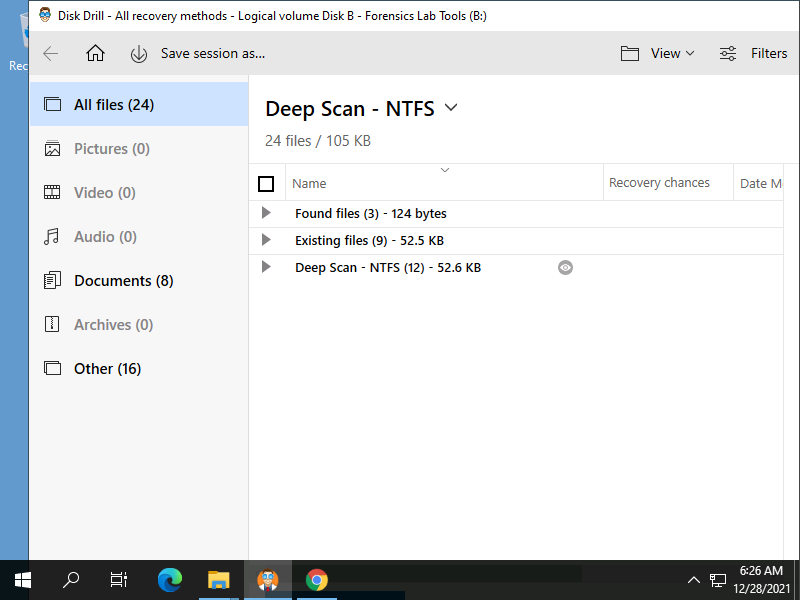 Disk Drill - All recovery methods - Logical volume Disk B - Forensics Lab Tools (B:)
Rec
Save session as...
View
Filters
All files (24)
Pictures (0)
Video (0)
Audio (0)
Documents (8)
Archives (0)
Other (16)
Deep Scan - NTFS
24 files / 105 KB
Name
Recovery chances
Date M
Found files (3) - 124 bytes
Existing files (9) - 52.5 KB
Deep Scan - NTFS (12) - 52.6 KB
6:26 AM
12/28/2021